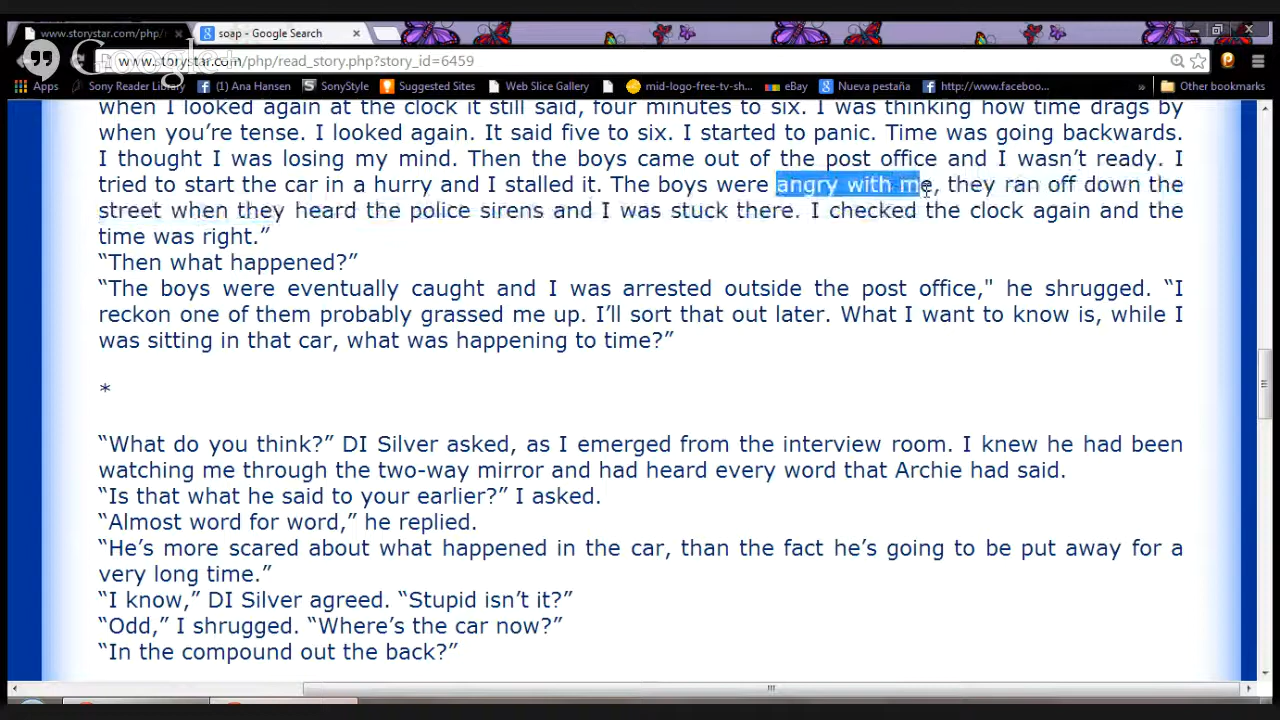 www.storystar.com/php/r
soap - Google Search
Google+
www.storystar.com/php/read_story.php?story_id=6459
Apps
Sony Reader Library
(1) Ana Hansen
SonyStyle
Suggested Sites
Web Slice Gallery
mid-logo-free-tv-sh...
eBay
Nueva pestaña
http://www.faceboo...
Other bookmarks
when I looked again at the clock it still said, four minutes to six. I was thinking how time drags by
when you’re tense. I looked again. It said five to six. I started to panic. Time was going backwards.
I thought I was losing my mind. Then the boys came out of the post office and I wasn’t ready. I
tried to start the car in a hurry and I stalled it. The boys were angry with me, they ran off down the
street when they heard the police sirens and I was stuck there. I checked the clock again and the
time was right.”
“Then what happened?”
“The boys were eventually caught and I was arrested outside the post office," he shrugged. “I
reckon one of them probably grassed me up. I’ll sort that out later. What I want to know is, while I
was sitting in that car, what was happening to time?”
*
“What do you think?” DI Silver asked, as I emerged from the interview room. I knew he had been
watching me through the two-way mirror and had heard every word that Archie had said.
“Is that what he said to your earlier?” I asked.
“Almost word for word,” he replied.
“He’s more scared about what happened in the car, than the fact he’s going to be put away for a
very long time.”
“I know,” DI Silver agreed. “Stupid isn’t it?”
“Odd,” I shrugged. “Where’s the car now?”
“In the compound out the back?”